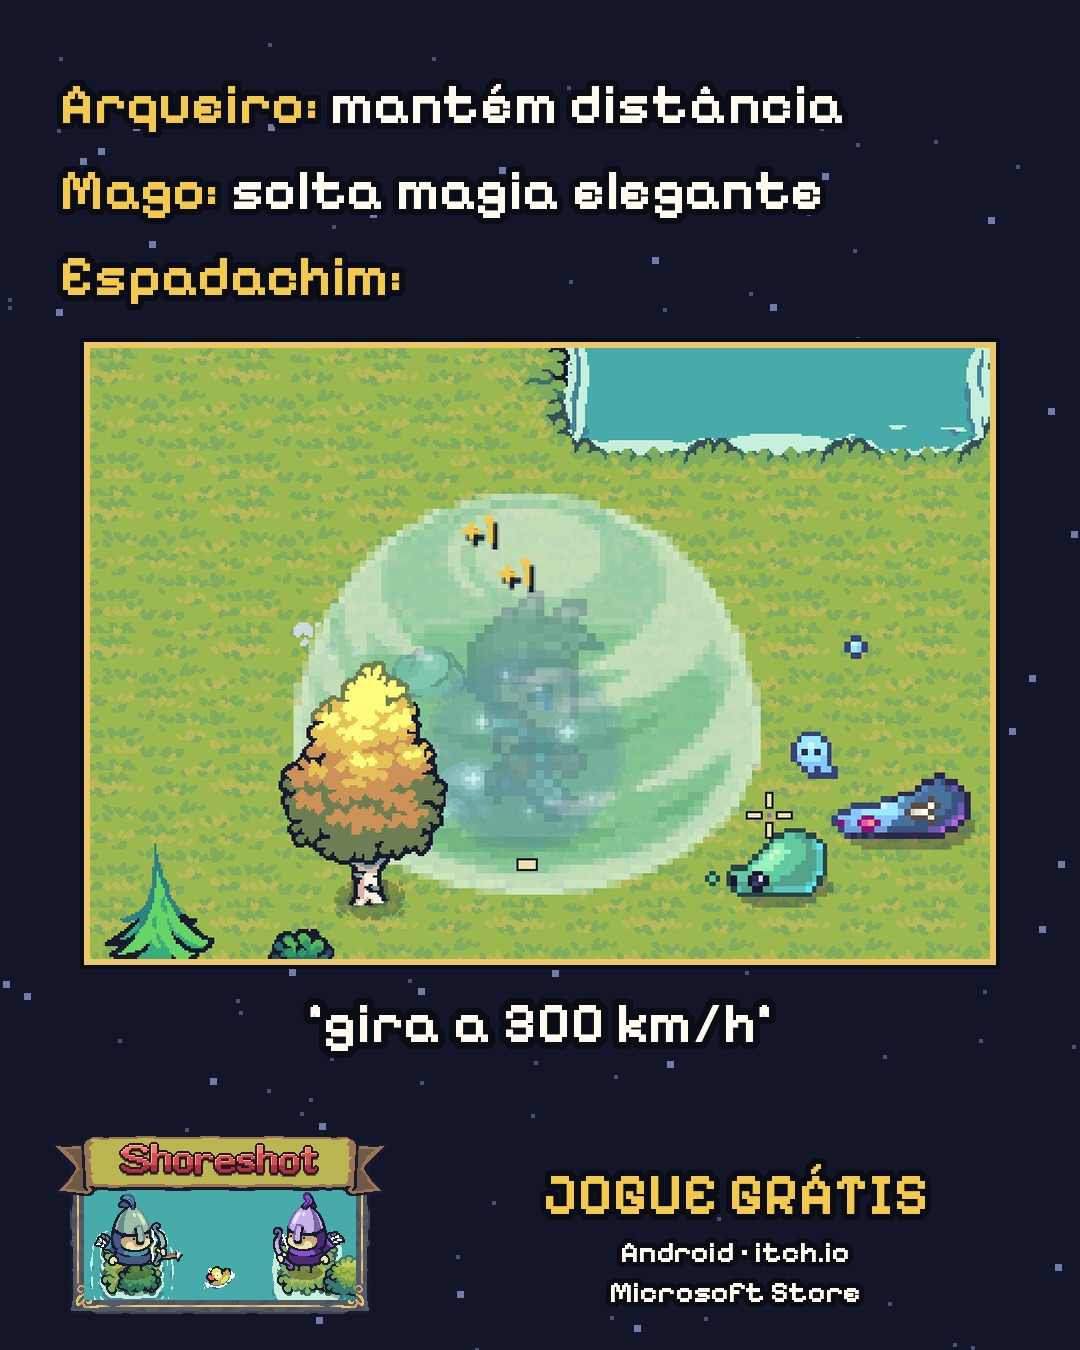 Arqueiro: mantém distância
Mago: solta magia elegante
Espadachim:
+1
+1
*gira a 300 km/h*
Shoreshot
JOGUE GRÁTIS
Android · itch.io
Microsoft Store